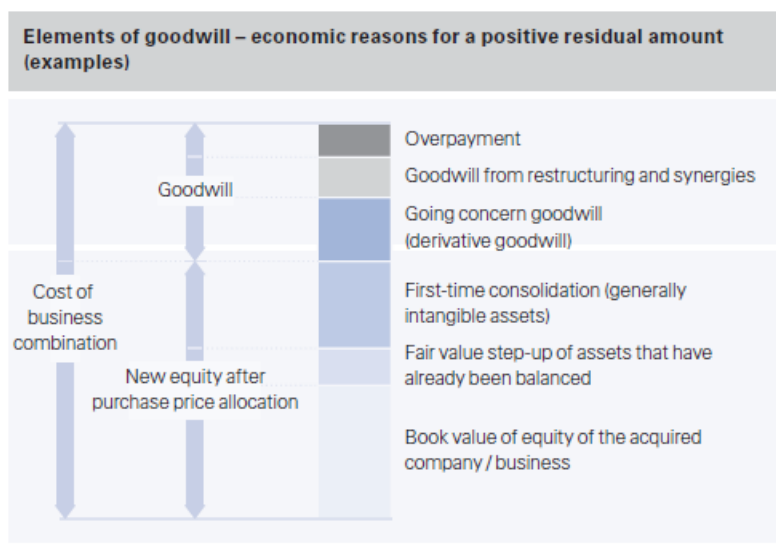 Elements of goodwill – economic reasons for a positive residual amount
(examples)
Overpayment
Goodwill from restructuring and synergies
Goodwill
Going concern goodwill
(derivative goodwill)
Cost of
business
combination
First-time consolidation (generally
intangible assets)
Fair value step-up of assets that have
already been balanced
New equity after
purchase price allocation
Book value of equity of the acquired
company / business